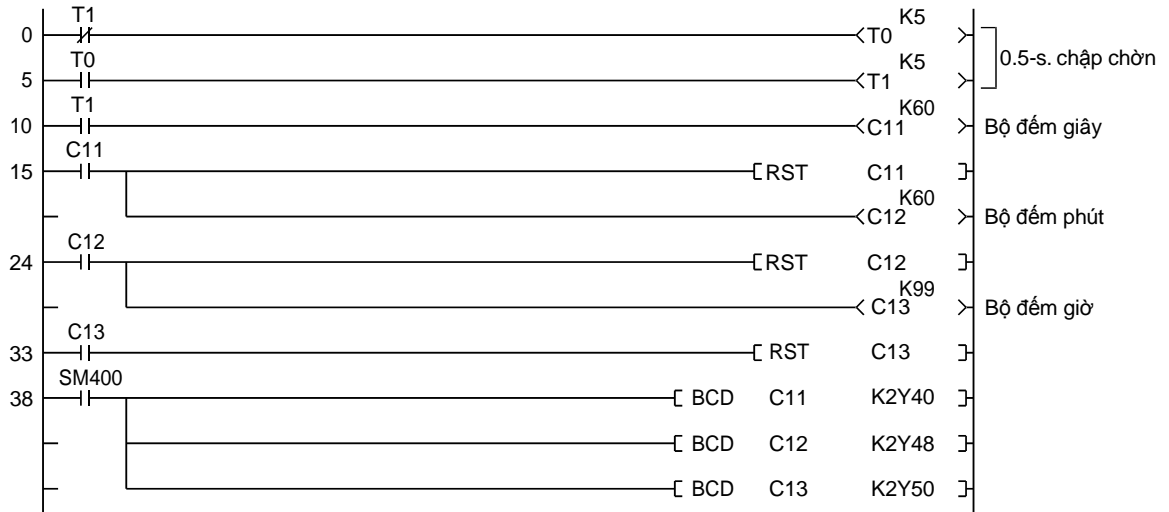 T1 K5
0 T0 0.5-s. chập chờn
T0 K5
5 T1
T1 K60
10 C11 Bộ đếm giây
C11
15 RST C11
K60
C12 Bộ đếm phút
C12
24 RST C12
K99
C13 Bộ đếm giờ
C13
33 RST C13
SM400
38 BCD C11 K2Y40
BCD C12 K2Y48
BCD C13 K2Y50